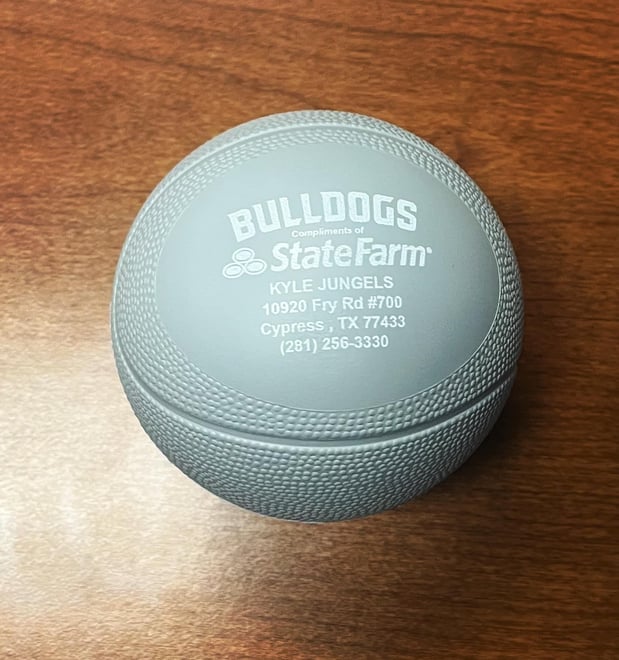 BULLDOGS
Compliments of
StateFarm®
KYLE JUNGELS
10920 Fry Rd #700
Cypress , TX 77433
(281) 256-3330